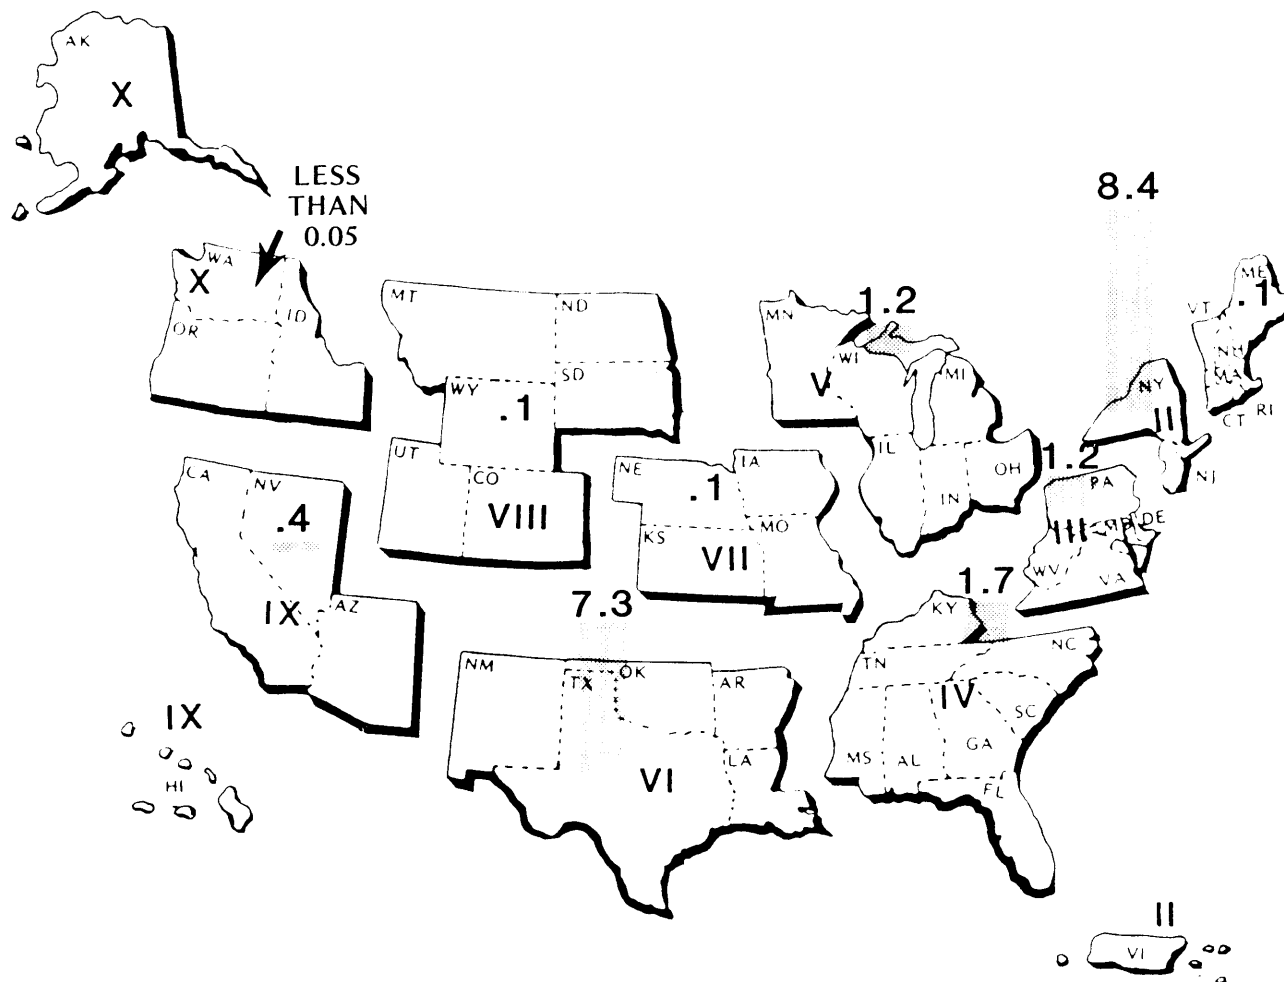 AK
X
LESS
THAN
0.05
8.4
WA
X
ID
OR
MT
ND
SD
WY
.1
UT
CO
VIII
MN
1.2
WI
V
MI
IL
IN
OH
ME
.1
VT
NH
MA
CT
RI
NY
II
NJ
1.2
PA
III
MD
DE
WV
VA
CA
NV
.4
IX
AZ
NE
IA
.1
KS
MO
VII
7.3
NM
TX
OK
AR
LA
VI
1.7
KY
NC
TN
IV
SC
MS
AL
GA
FL
IX
HI
II
VI